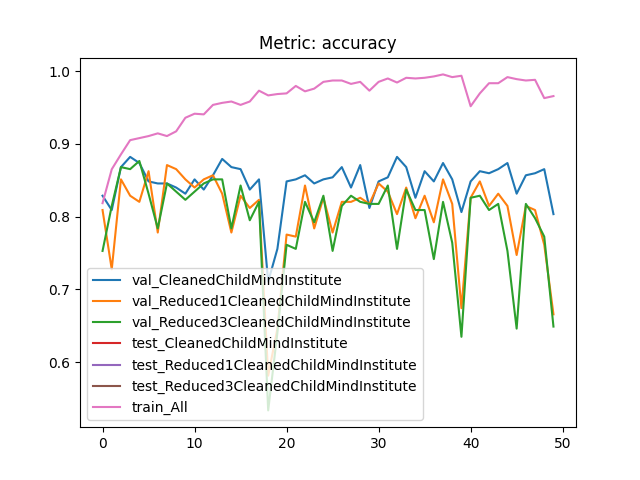 Metric: accuracy
1.0
0.9
0.8
0.7
0.6
val_CleanedChildMindInstitute
val_Reduced1CleanedChildMindInstitute
val_Reduced3CleanedChildMindInstitute
test_CleanedChildMindInstitute
test_Reduced1CleanedChildMindInstitute
test_Reduced3CleanedChildMindInstitute
train_All
0 10 20 30 40 50